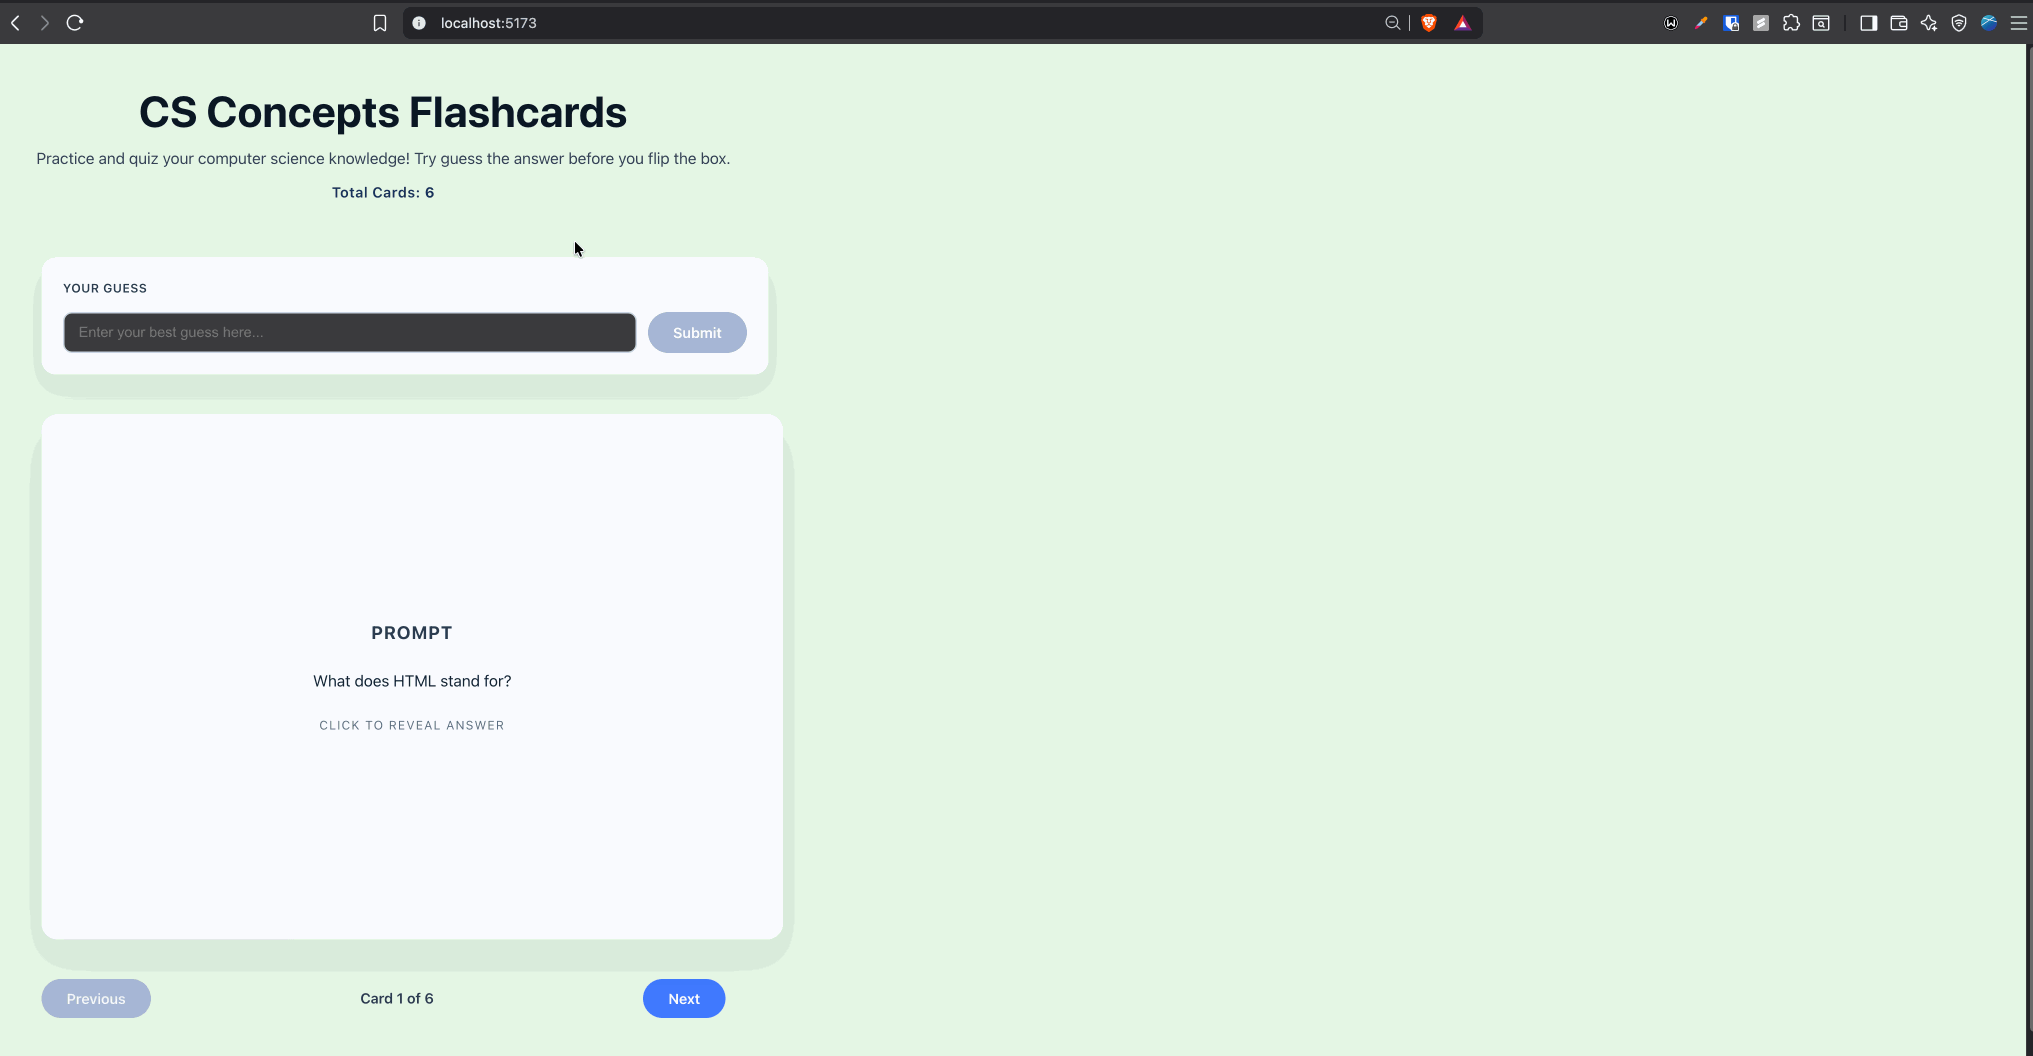 localhost:5173
CS Concepts Flashcards
Practice and quiz your computer science knowledge! Try guess the answer before you flip the box.
Total Cards: 6
YOUR GUESS
Enter your best guess here...
Submit
PROMPT
What does HTML stand for?
CLICK TO REVEAL ANSWER
Previous
Card 1 of 6
Next